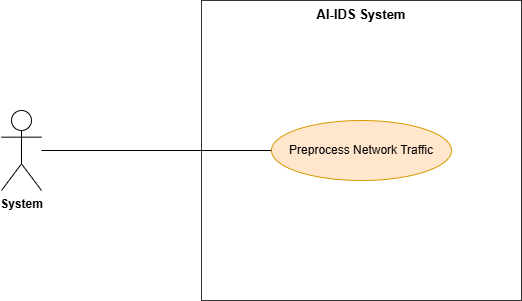 AI-IDS System
Preprocess Network Traffic
System